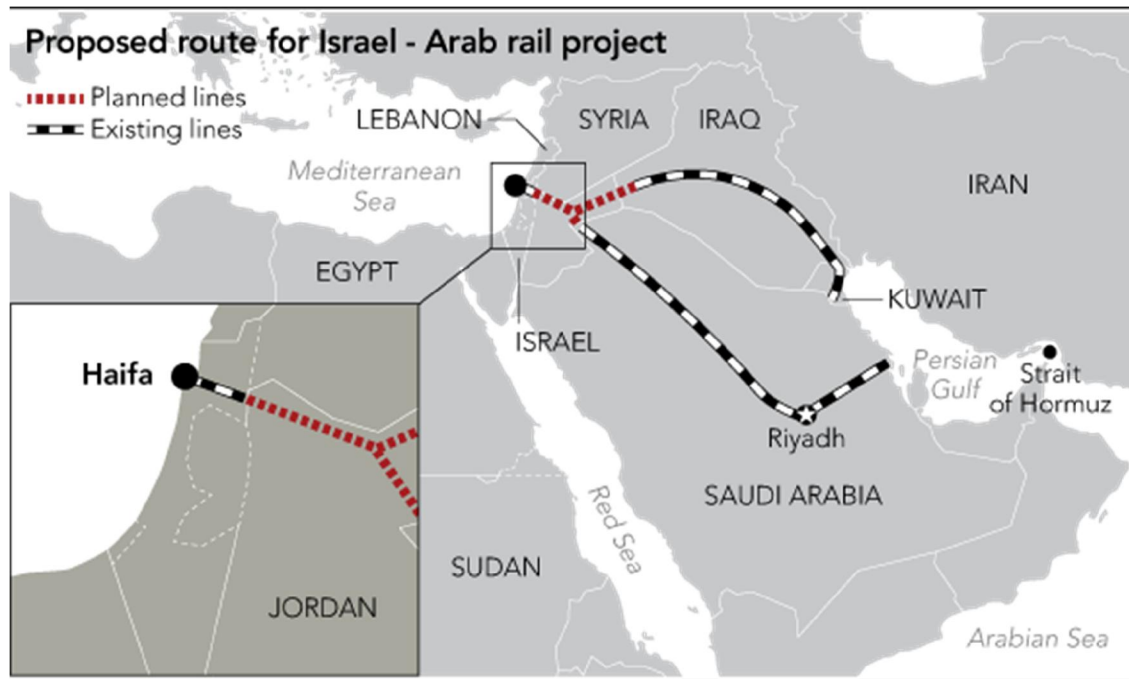 Proposed route for Israel - Arab rail project
Planned lines
Existing lines
LEBANON
SYRIA
IRAQ
Mediterranean
Sea
IRAN
EGYPT
KUWAIT
ISRAEL
Persian
Gulf
Strait
of Hormuz
Haifa
Riyadh
SAUDI ARABIA
Red Sea
SUDAN
JORDAN
Arabian Sea